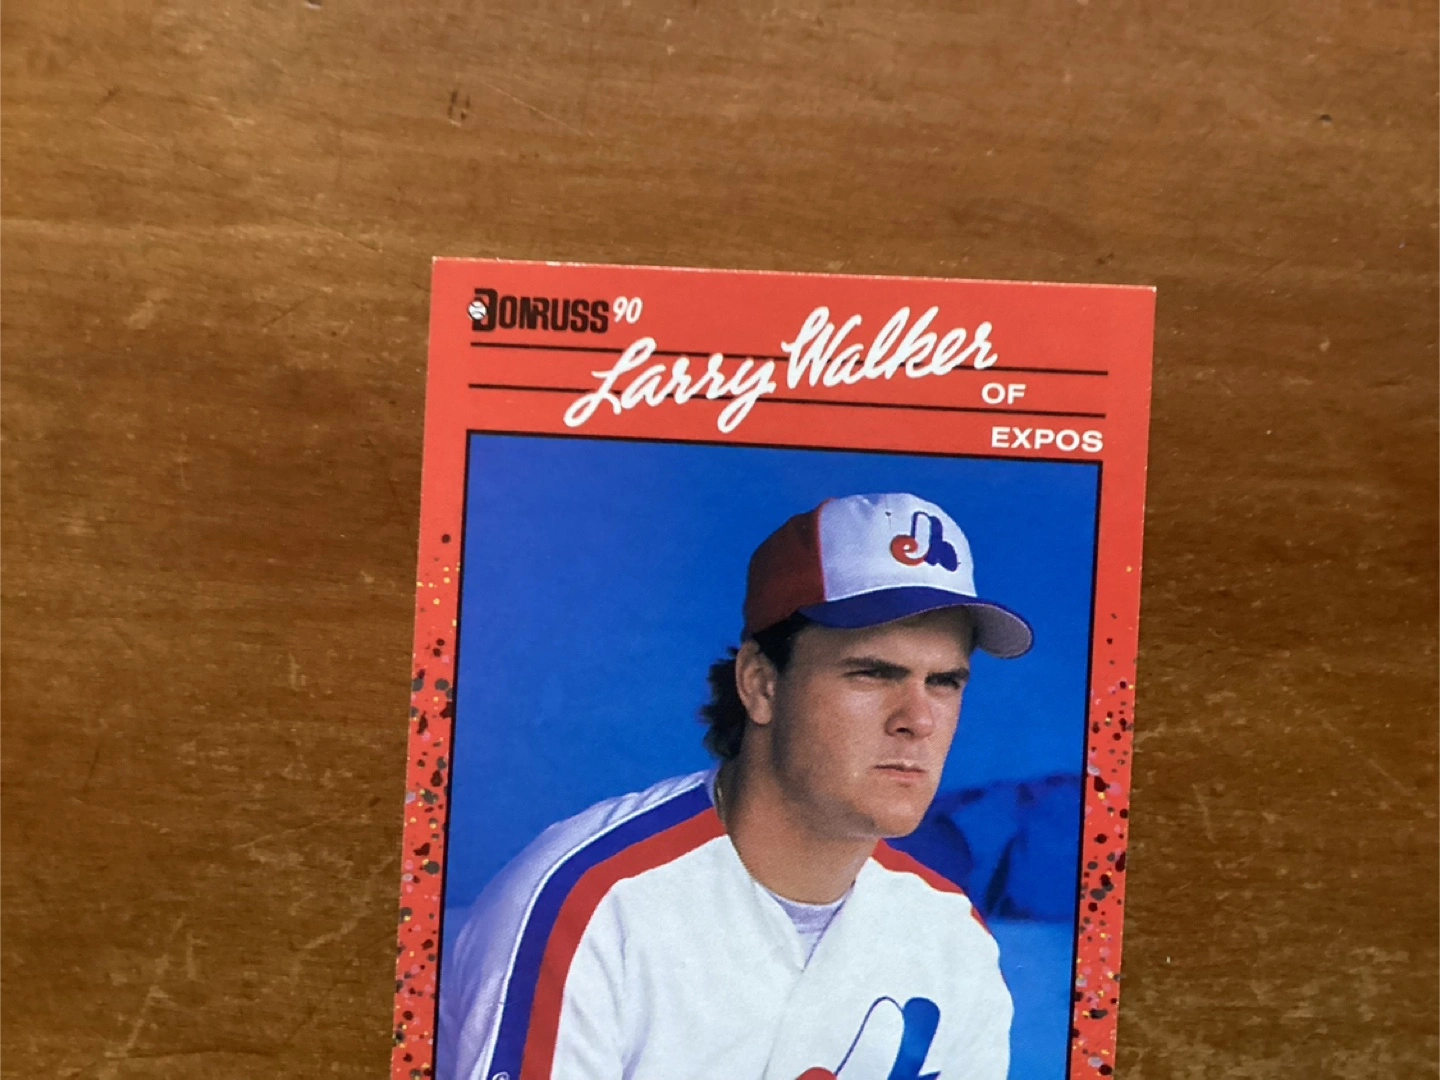 DONRUSS 90
Larry Walker
OF
EXPOS